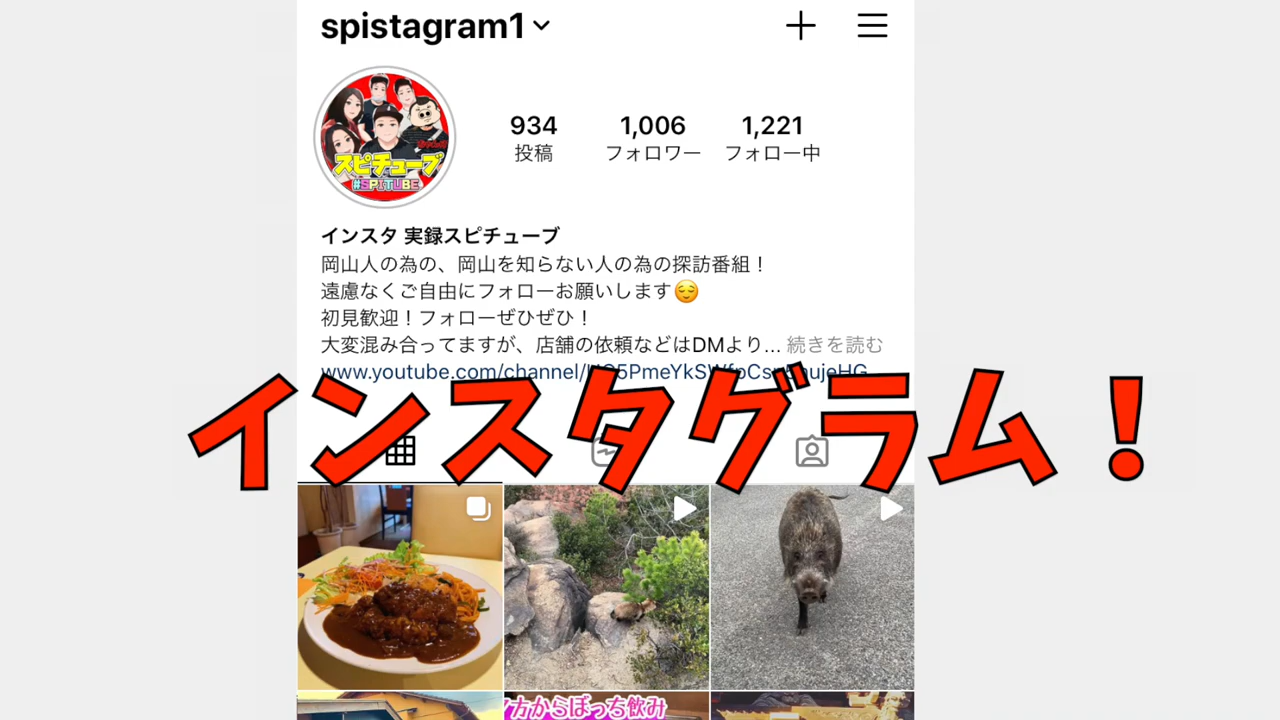 spistagram1
スピチューブ
#SPITUBE
934
投稿
1,006
フォロワー
1,221
フォロー中
インスタ 実録スピチューブ
岡山人の為の、岡山を知らない人の為の探訪番組！
遠慮なくご自由にフォローお願いします😌
初見歓迎！フォローぜひぜひ！
大変混み合ってますが、店舗の依頼などはDMより... 続きを読む
www.youtube.com/channel/
インスタグラム！
方からぼっち飲み